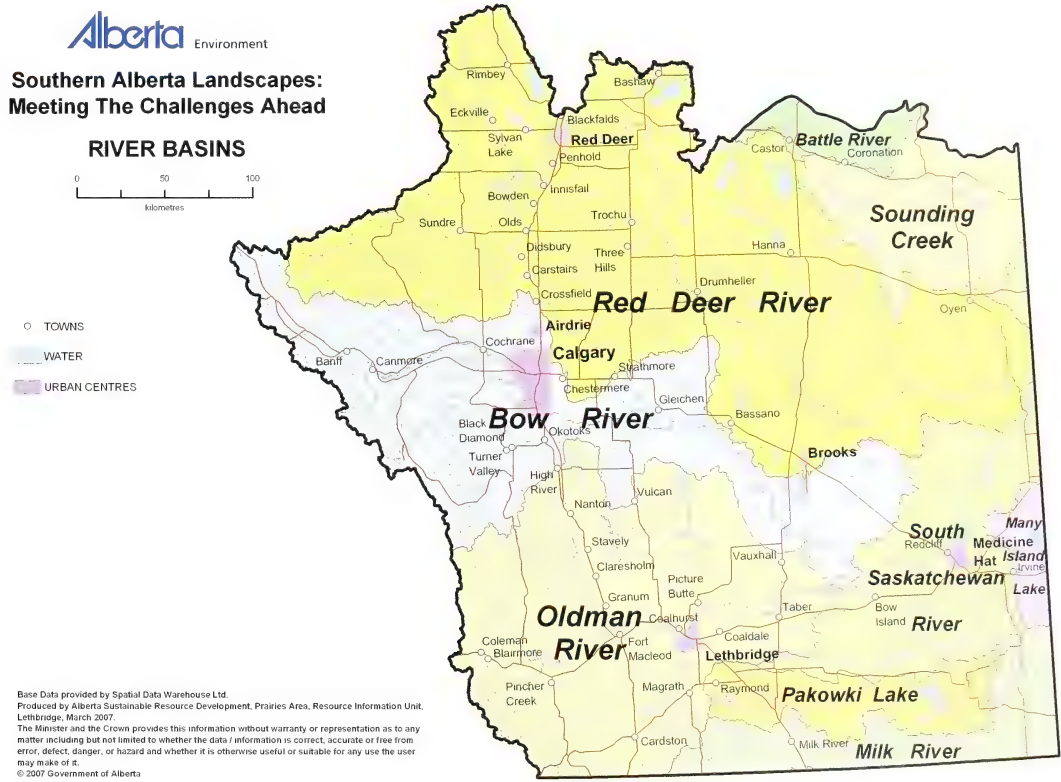 Alberta Environment
Southern Alberta Landscapes:
Meeting The Challenges Ahead
RIVER BASINS
0 50 100
kilometres
TOWNS
WATER
URBAN CENTRES
Rimbey
Bashaw
Eckville
Blackfalds
Sylvan
Lake
Red Deer
Penhold
Castor
Battle River
Coronation
Innisfail
Bowden
Sundre
Olds
Trochu
Sounding
Creek
Didsbury
Three
Hills
Hanna
Carstairs
Drumheller
Crossfield
Red Deer River
Oyen
Airdrie
Cochrane
Calgary
Banff
Canmore
Strathmore
Chestermere
Gleichen
Black
Diamond
Bow River
Bassano
Okotoks
Turner
Valley
Brooks
High
River
Vulcan
Nanton
Many
Island
Lake
South
Saskatchewan
River
Redcliff
Medicine
Hat
Irvine
Stavely
Vauxhall
Claresholm
Picture
Butte
Granum
Taber
Bow
Island
Oldman
River
Coalhurst
Coaldale
Fort
Macleod
Coleman
Blairmore
Lethbridge
Pincher
Creek
Magrath
Raymond
Pakowki Lake
Cardston
Milk River
Milk River
Base Data provided by Spatial Data Warehouse Ltd.
Produced by Alberta Sustainable Resource Development, Prairies Area, Resource Information Unit,
Lethbridge, March 2007.
The Minister and the Crown provides this information without warranty or representation as to any
matter including but not limited to whether the data / information is correct, accurate or free from
error, defect, danger, or hazard and whether it is otherwise useful or suitable for any use the user
may make of it.
© 2007 Government of Alberta